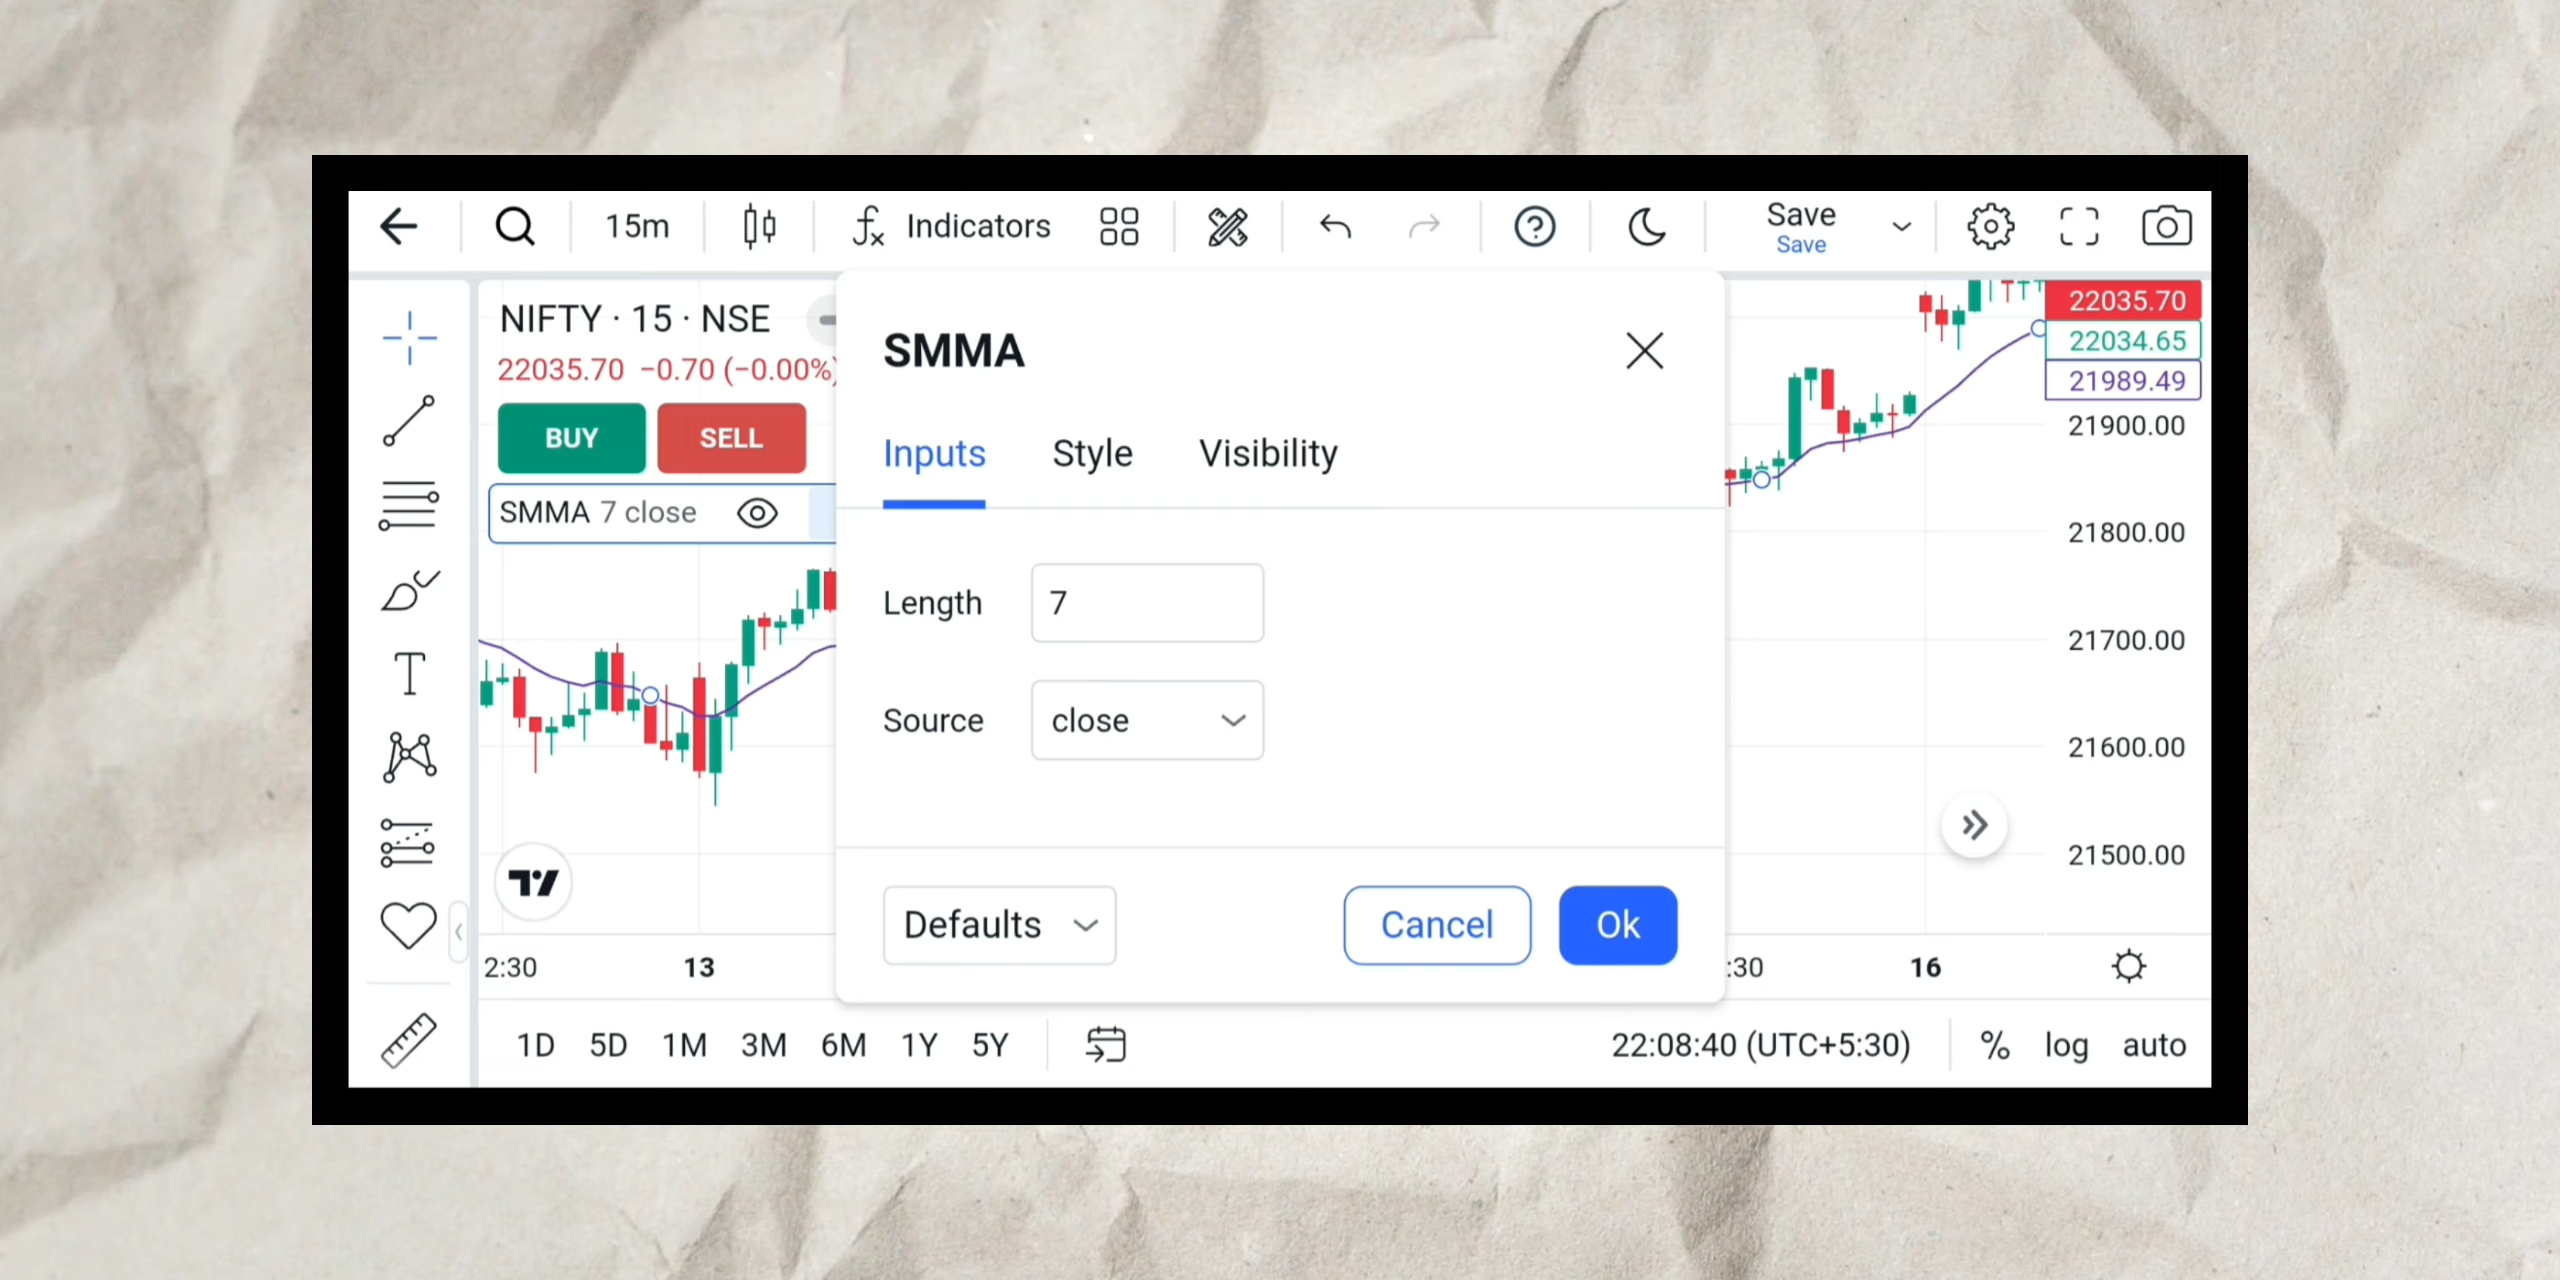 15m
Indicators
Save
Save
NIFTY · 15 · NSE
22035.70 −0.70 (−0.00%)
BUY
SELL
SMMA 7 close
SMMA
Inputs
Style
Visibility
Length
7
Source
close
Defaults
Cancel
Ok
22035.70
22034.65
21989.49
21900.00
21800.00
21700.00
21600.00
21500.00
2:30
13
:30
16
1D 5D 1M 3M 6M 1Y 5Y
22:08:40 (UTC+5:30)
% log auto